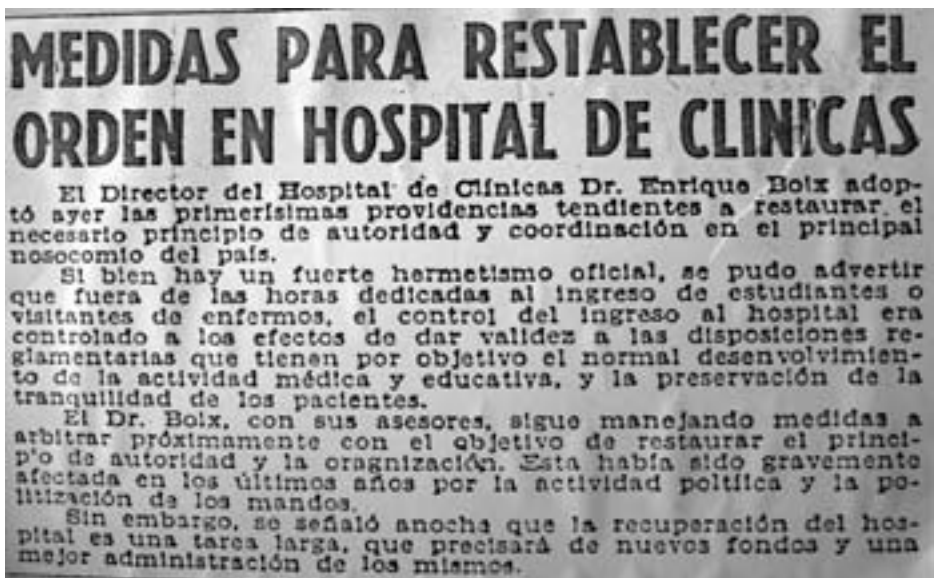 MEDIDAS PARA RESTABLECER EL
ORDEN EN HOSPITAL DE CLINICAS
El Director del Hospital de Clínicas Dr. Enrique Boix adop-
tó ayer las primerísimas providencias tendientes a restaurar el
necesario principio de autoridad y coordinación en el principal
nosocomio del país.
Si bien hay un fuerte hermetismo oficial, se pudo advertir
que fuera de las horas dedicadas al ingreso de estudiantes o
visitantes de enfermos, el control del ingreso al hospital era
controlado a los efectos de dar validez a las disposiciones re-
glamentarias que tienen por objetivo el normal desenvolvimien-
to de la actividad médica y educativa, y la preservación de la
tranquilidad de los pacientes.
El Dr. Boix, con sus asesores, sigue manejando medidas a
arbitrar próximamente con el objetivo de restaurar el princi-
p'o de autoridad y la oragnización. Esta había sido gravemente
afectada en los últimos años por la actividad poltiica y la po-
litización de los mandos.
Sin embargo, se señaló anoche que la recuperación del hos-
pital es una tarea larga, que precisará de nuevos fondos y una
mejor administración de los mismos.